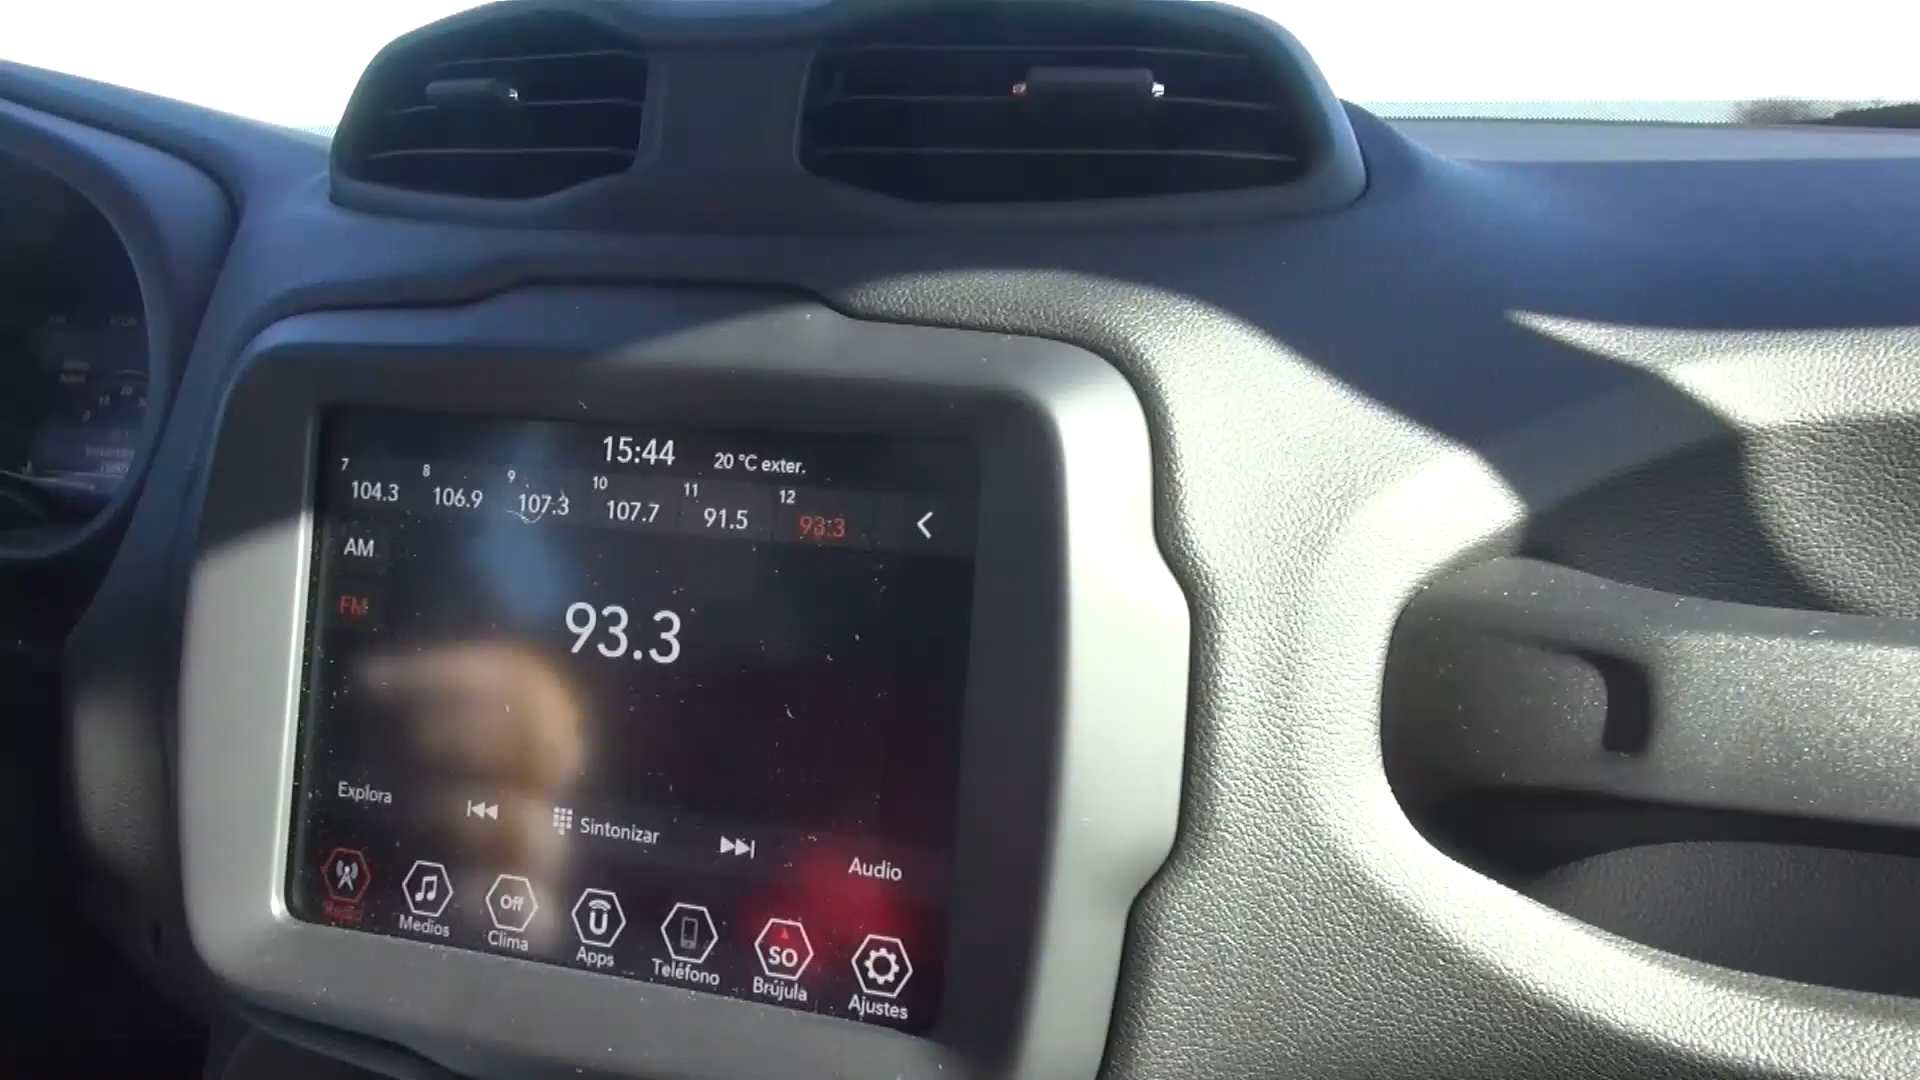 15:44 20 °C exter.
7 8 9 10 11 12
104.3 106.9 107.3 107.7 91.5 93.3
AM
FM
93.3
Explora Sintonizar Audio
Off U SO
Medios Clima Apps Teléfono Brújula Ajustes